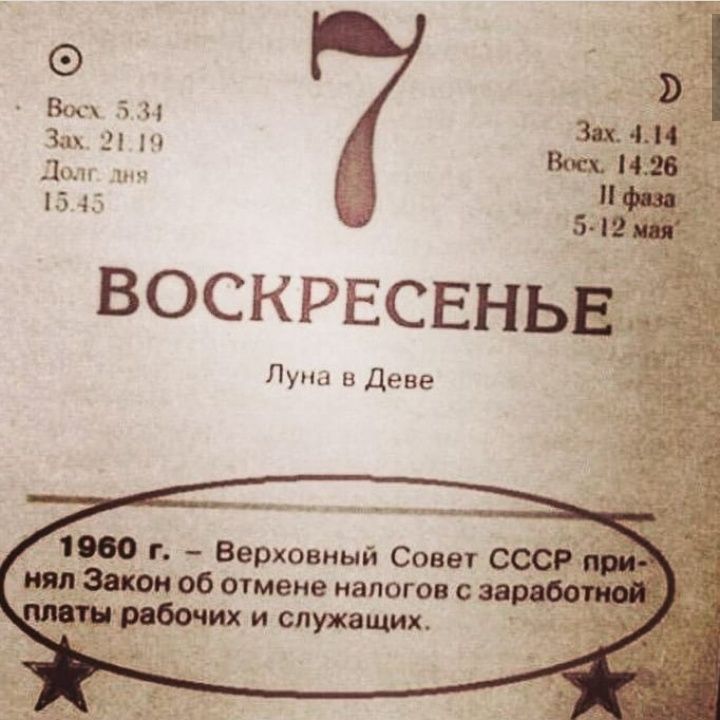 7
Восх. 5.34
Зах. 21.19
Долг. дня
15.45
Зах. 4.14
Восх. 14.26
II фаза
5-12 мая
ВОСКРЕСЕНЬЕ
Луна в Деве
1960 г. – Верховный Совет СССР при-
нял Закон об отмене налогов с заработной
платы рабочих и служащих.